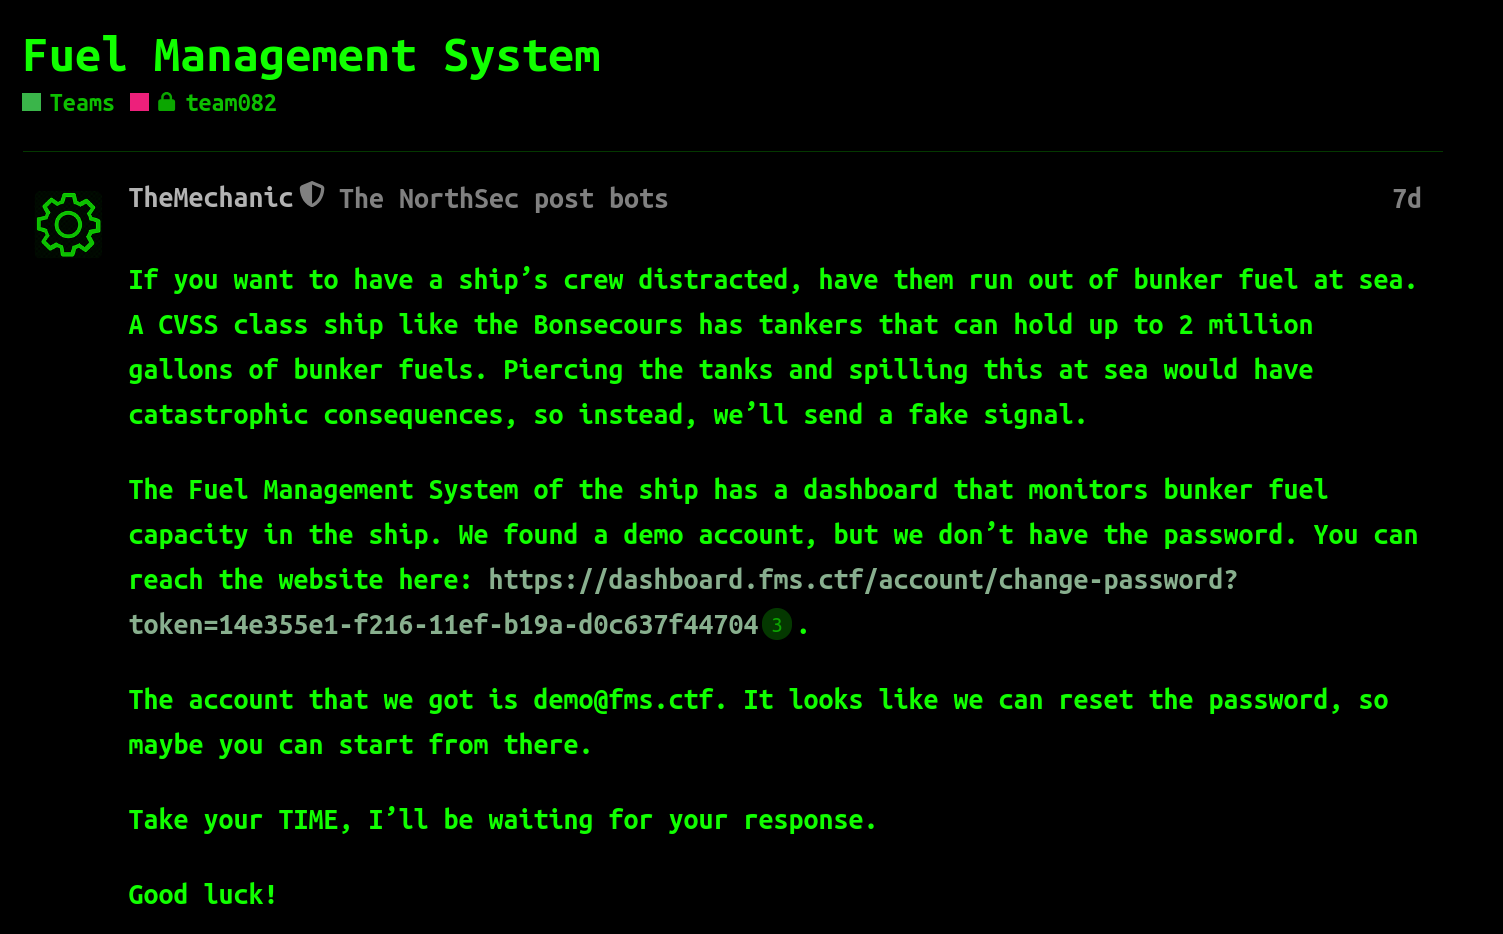 Fuel Management System
Teams team082
TheMechanic The NorthSec post bots 7d
If you want to have a ship’s crew distracted, have them run out of bunker fuel at sea.
A CVSS class ship like the Bonsecours has tankers that can hold up to 2 million
gallons of bunker fuels. Piercing the tanks and spilling this at sea would have
catastrophic consequences, so instead, we’ll send a fake signal.
The Fuel Management System of the ship has a dashboard that monitors bunker fuel
capacity in the ship. We found a demo account, but we don’t have the password. You can
reach the website here: https://dashboard.fms.ctf/account/change-password?
token=14e355e1-f216-11ef-b19a-d0c637f44704 3 .
The account that we got is demo@fms.ctf. It looks like we can reset the password, so
maybe you can start from there.
Take your TIME, I’ll be waiting for your response.
Good luck!